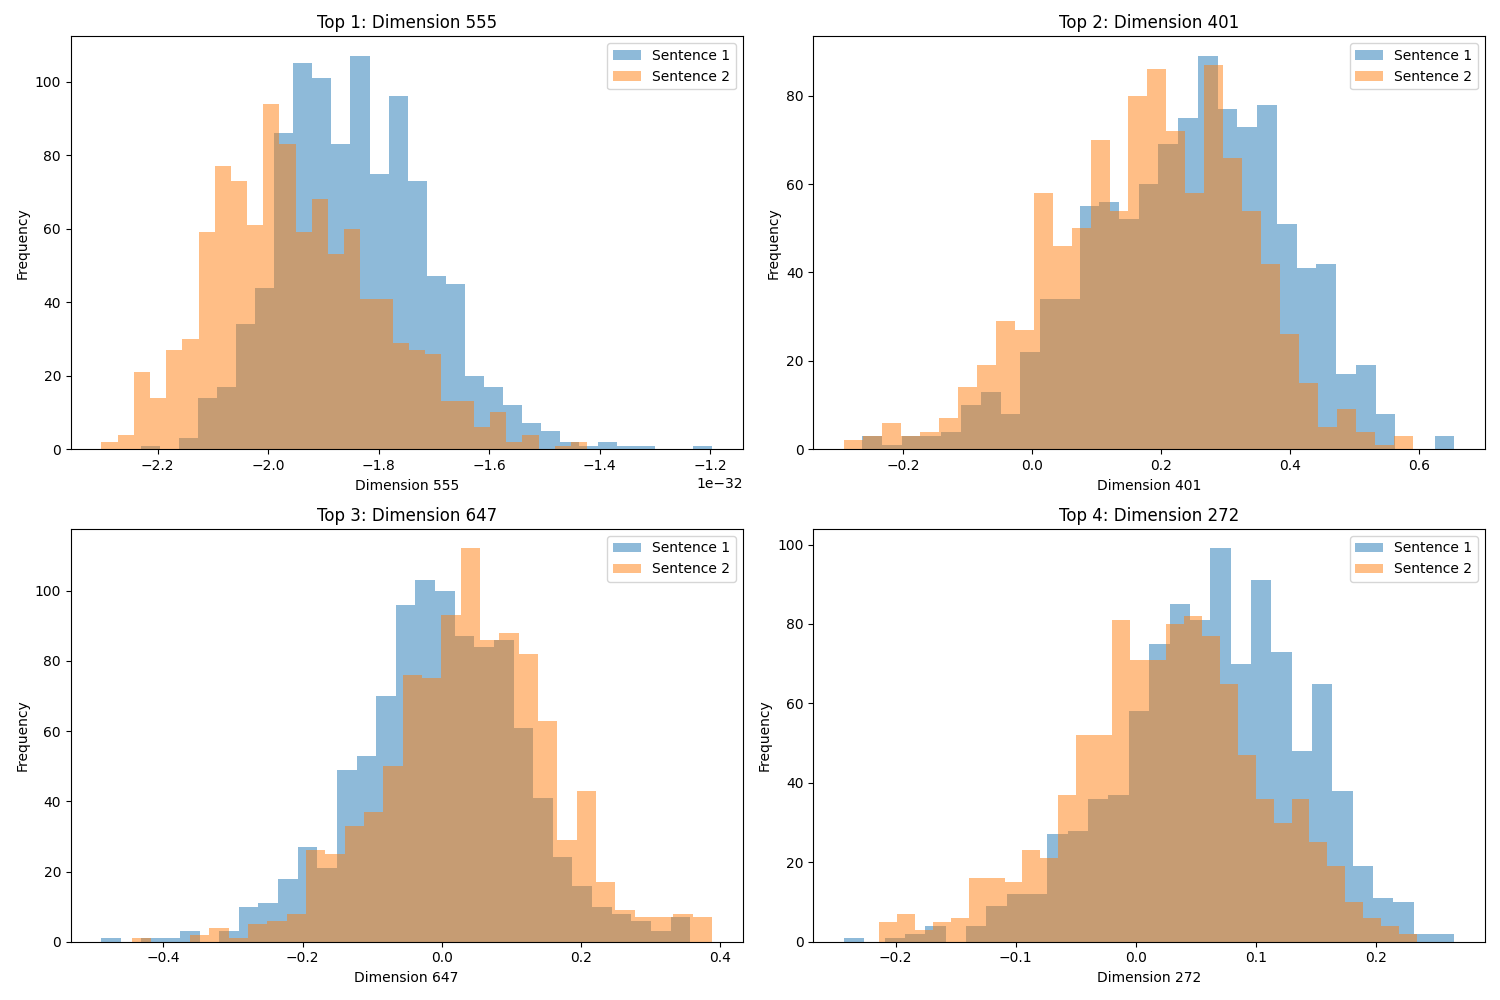 Top 1: Dimension 555
Sentence 1
Sentence 2
Frequency
100
80
60
40
20
0
−2.2 −2.0 −1.8 −1.6 −1.4 −1.2
1e−32
Dimension 555
Top 2: Dimension 401
Sentence 1
Sentence 2
Frequency
80
60
40
20
0
−0.2 0.0 0.2 0.4 0.6
Dimension 401
Top 3: Dimension 647
Sentence 1
Sentence 2
Frequency
100
80
60
40
20
0
−0.4 −0.2 0.0 0.2 0.4
Dimension 647
Top 4: Dimension 272
Sentence 1
Sentence 2
Frequency
100
80
60
40
20
0
−0.2 −0.1 0.0 0.1 0.2
Dimension 272